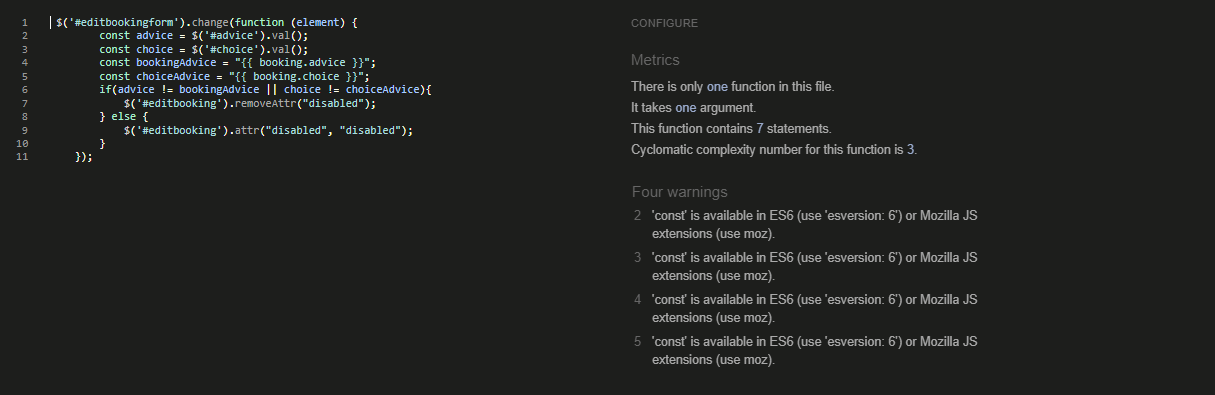 1 $('#editbookingform').change(function (element) {
2 const advice = $('#advice').val();
3 const choice = $('#choice').val();
4 const bookingAdvice = "{{ booking.advice }}";
5 const choiceAdvice = "{{ booking.choice }}";
6 if(advice != bookingAdvice || choice != choiceAdvice){
7 $('#editbooking').removeAttr("disabled");
8 } else {
9 $('#editbooking').attr("disabled", "disabled");
10 }
11 });
CONFIGURE
Metrics
There is only one function in this file.
It takes one argument.
This function contains 7 statements.
Cyclomatic complexity number for this function is 3.
Four warnings
2 'const' is available in ES6 (use 'esversion: 6') or Mozilla JS
extensions (use moz).
3 'const' is available in ES6 (use 'esversion: 6') or Mozilla JS
extensions (use moz).
4 'const' is available in ES6 (use 'esversion: 6') or Mozilla JS
extensions (use moz).
5 'const' is available in ES6 (use 'esversion: 6') or Mozilla JS
extensions (use moz).